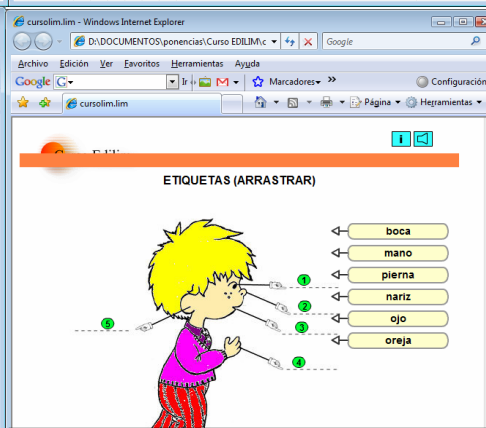 cursolim.lim - Windows Internet Explorer
D:\DOCUMENTOS\ponencias\Curso EDILIM\c
Google
Archivo Edición Ver Favoritos Herramientas Ayuda
Google G Ir Marcadores Configuración
cursolim.lim Página Herramientas
i
ETIQUETAS (ARRASTRAR)
boca
mano
pierna
nariz
ojo
oreja
1
2
3
4
5